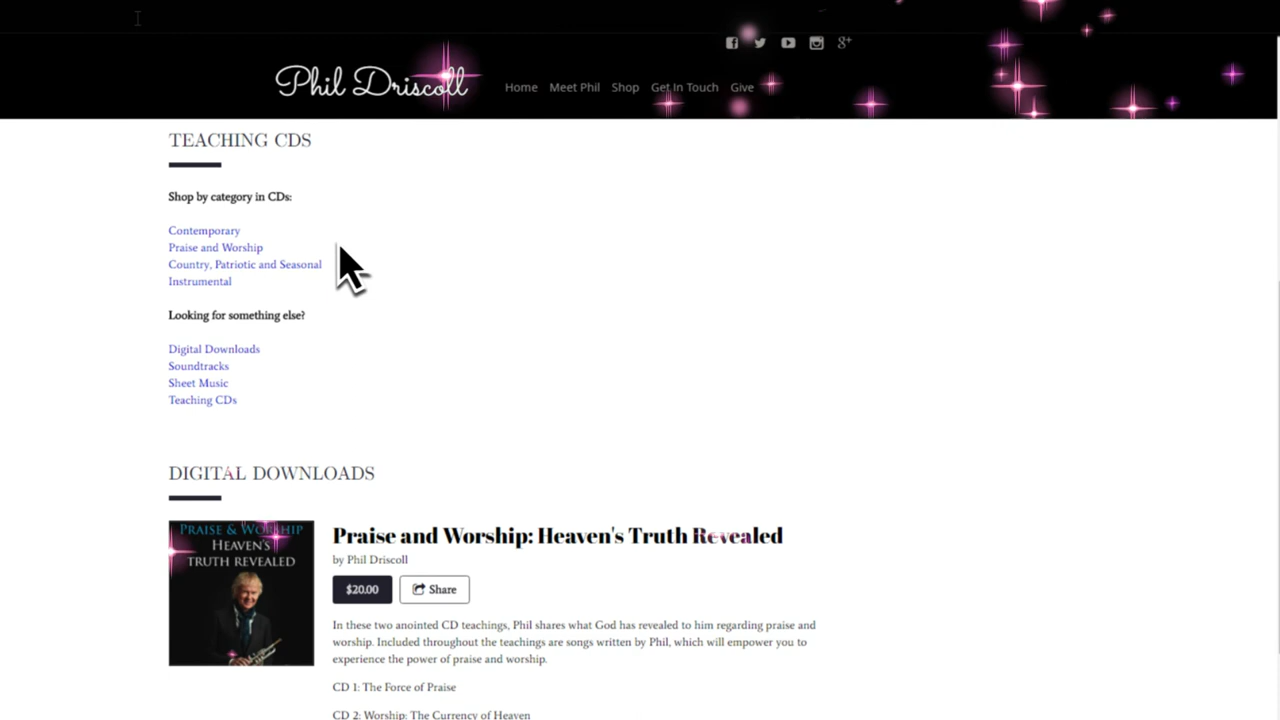 Phil Driscoll
Home Meet Phil Shop Get In Touch Give
TEACHING CDS
Shop by category in CDs:
Contemporary
Praise and Worship
Country, Patriotic and Seasonal
Instrumental
Looking for something else?
Digital Downloads
Soundtracks
Sheet Music
Teaching CDs
DIGITAL DOWNLOADS
PRAISE & WORSHIP
HEAVEN'S
TRUTH REVEALED
Praise and Worship: Heaven's Truth Revealed
by Phil Driscoll
$20.00 Share
In these two anointed CD teachings, Phil shares what God has revealed to him regarding praise and
worship. Included throughout the teachings are songs written by Phil, which will empower you to
experience the power of praise and worship.
CD 1: The Force of Praise
CD 2: Worship: The Currency of Heaven